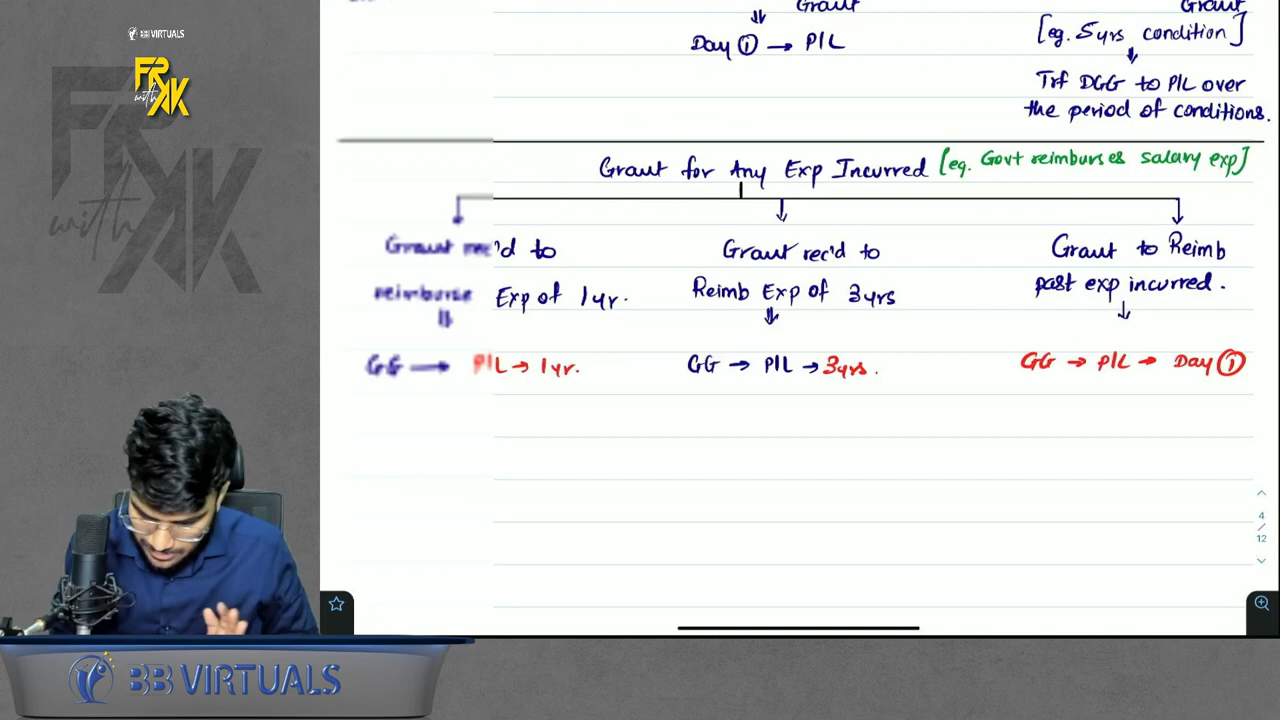 BB VIRTUALS
FR
with
AK
Grant
Grant
Day ① → P/L
[eg. 5yrs condition]
Trf DGG to P/L over
the period of conditions.
Grant for Any Exp Incurred [eg. Govt reimburses salary exp]
Grant rec'd to
reimburse Exp of 1yr.
GG → P/L → 1yr.
Grant rec'd to
Reimb Exp of 3yrs
GG → P/L → 3yrs.
Grant to Reimb
past exp incurred.
GG → P/L → Day ①
4
/
12
BB VIRTUALS